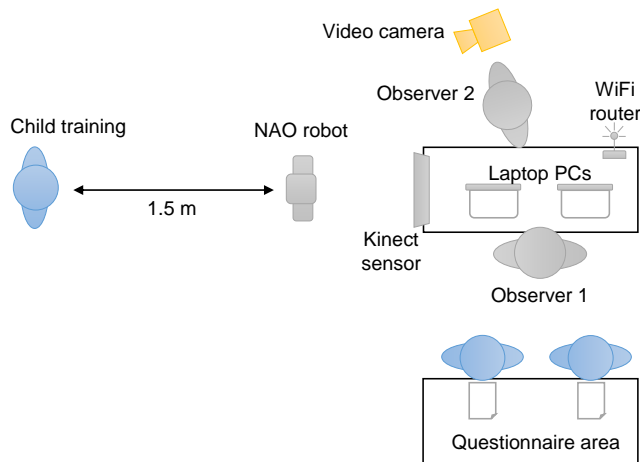 Video camera
Observer 2
WiFi
router
Child training
NAO robot
Laptop PCs
1.5 m
Kinect
sensor
Observer 1
Questionnaire area